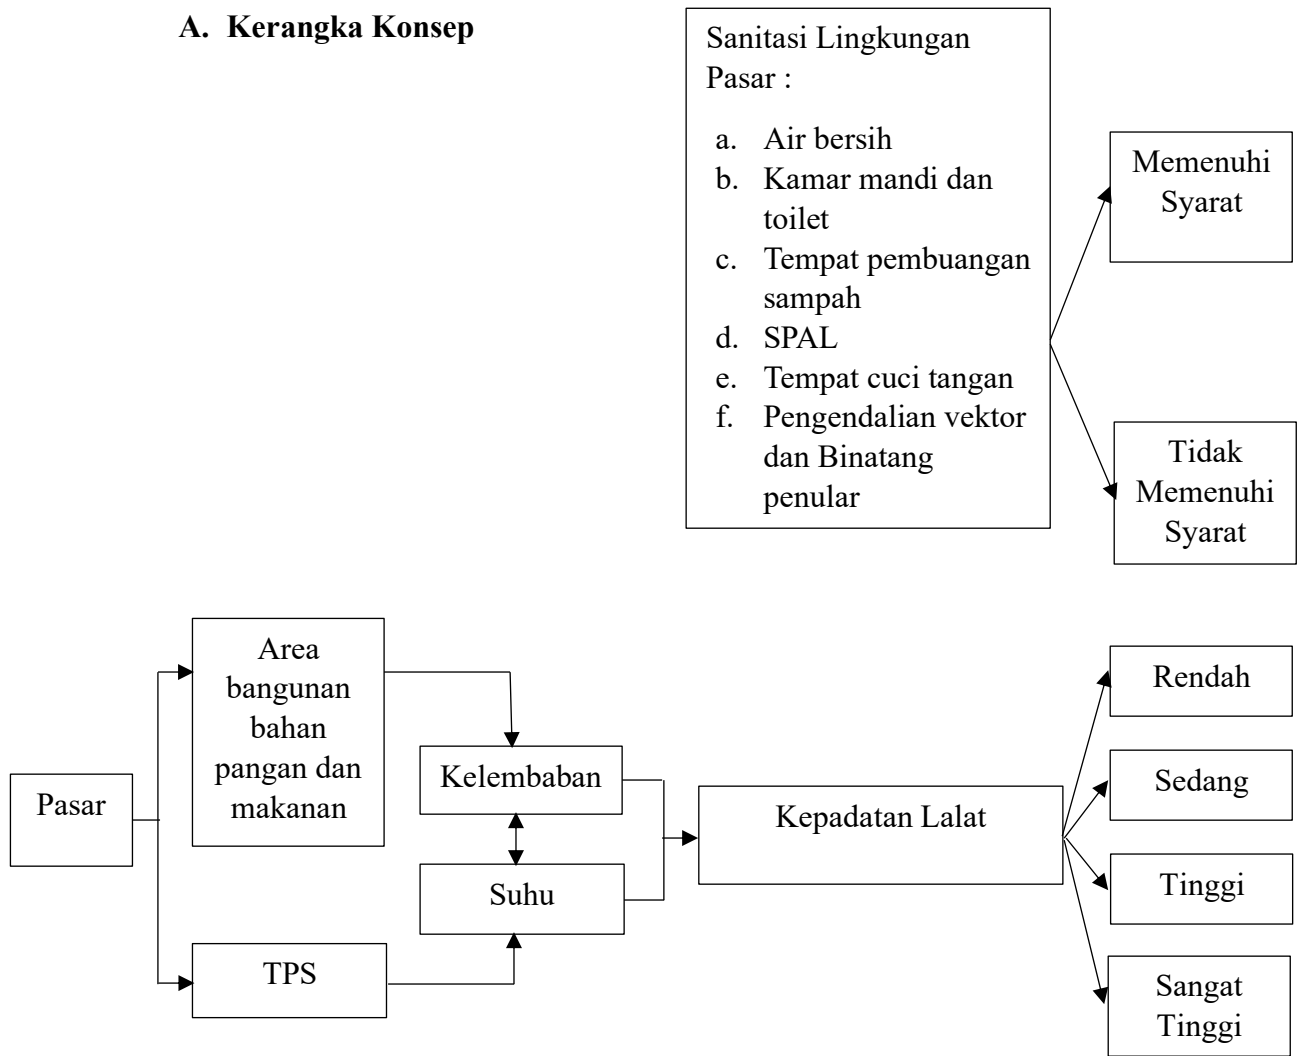 A. Kerangka Konsep
Sanitasi Lingkungan
Pasar :
a. Air bersih
b. Kamar mandi dan
toilet
c. Tempat pembuangan
sampah
d. SPAL
e. Tempat cuci tangan
f. Pengendalian vektor
dan Binatang
penular
Memenuhi
Syarat
Tidak
Memenuhi
Syarat
Pasar
Area
bangunan
bahan
pangan dan
makanan
TPS
Kelembaban
Suhu
Kepadatan Lalat
Rendah
Sedang
Tinggi
Sangat
Tinggi